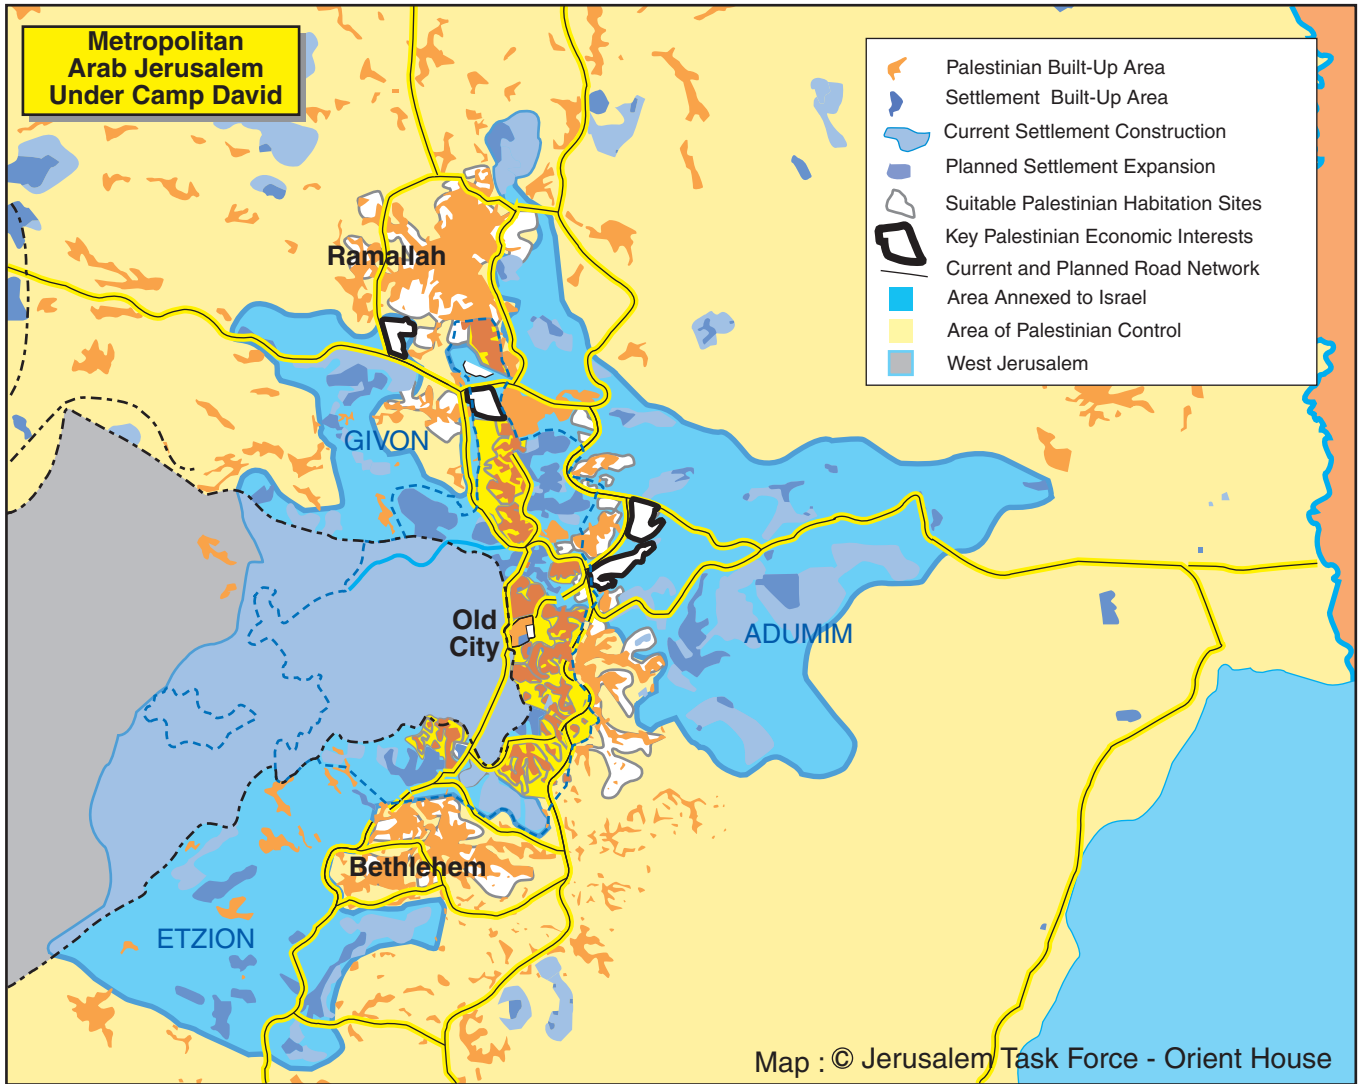 Metropolitan
Arab Jerusalem
Under Camp David
Palestinian Built-Up Area
Settlement Built-Up Area
Current Settlement Construction
Planned Settlement Expansion
Suitable Palestinian Habitation Sites
Key Palestinian Economic Interests
Current and Planned Road Network
Area Annexed to Israel
Area of Palestinian Control
West Jerusalem
Ramallah
GIVON
Old
City
ADUMIM
Bethlehem
ETZION
Map : © Jerusalem Task Force - Orient House